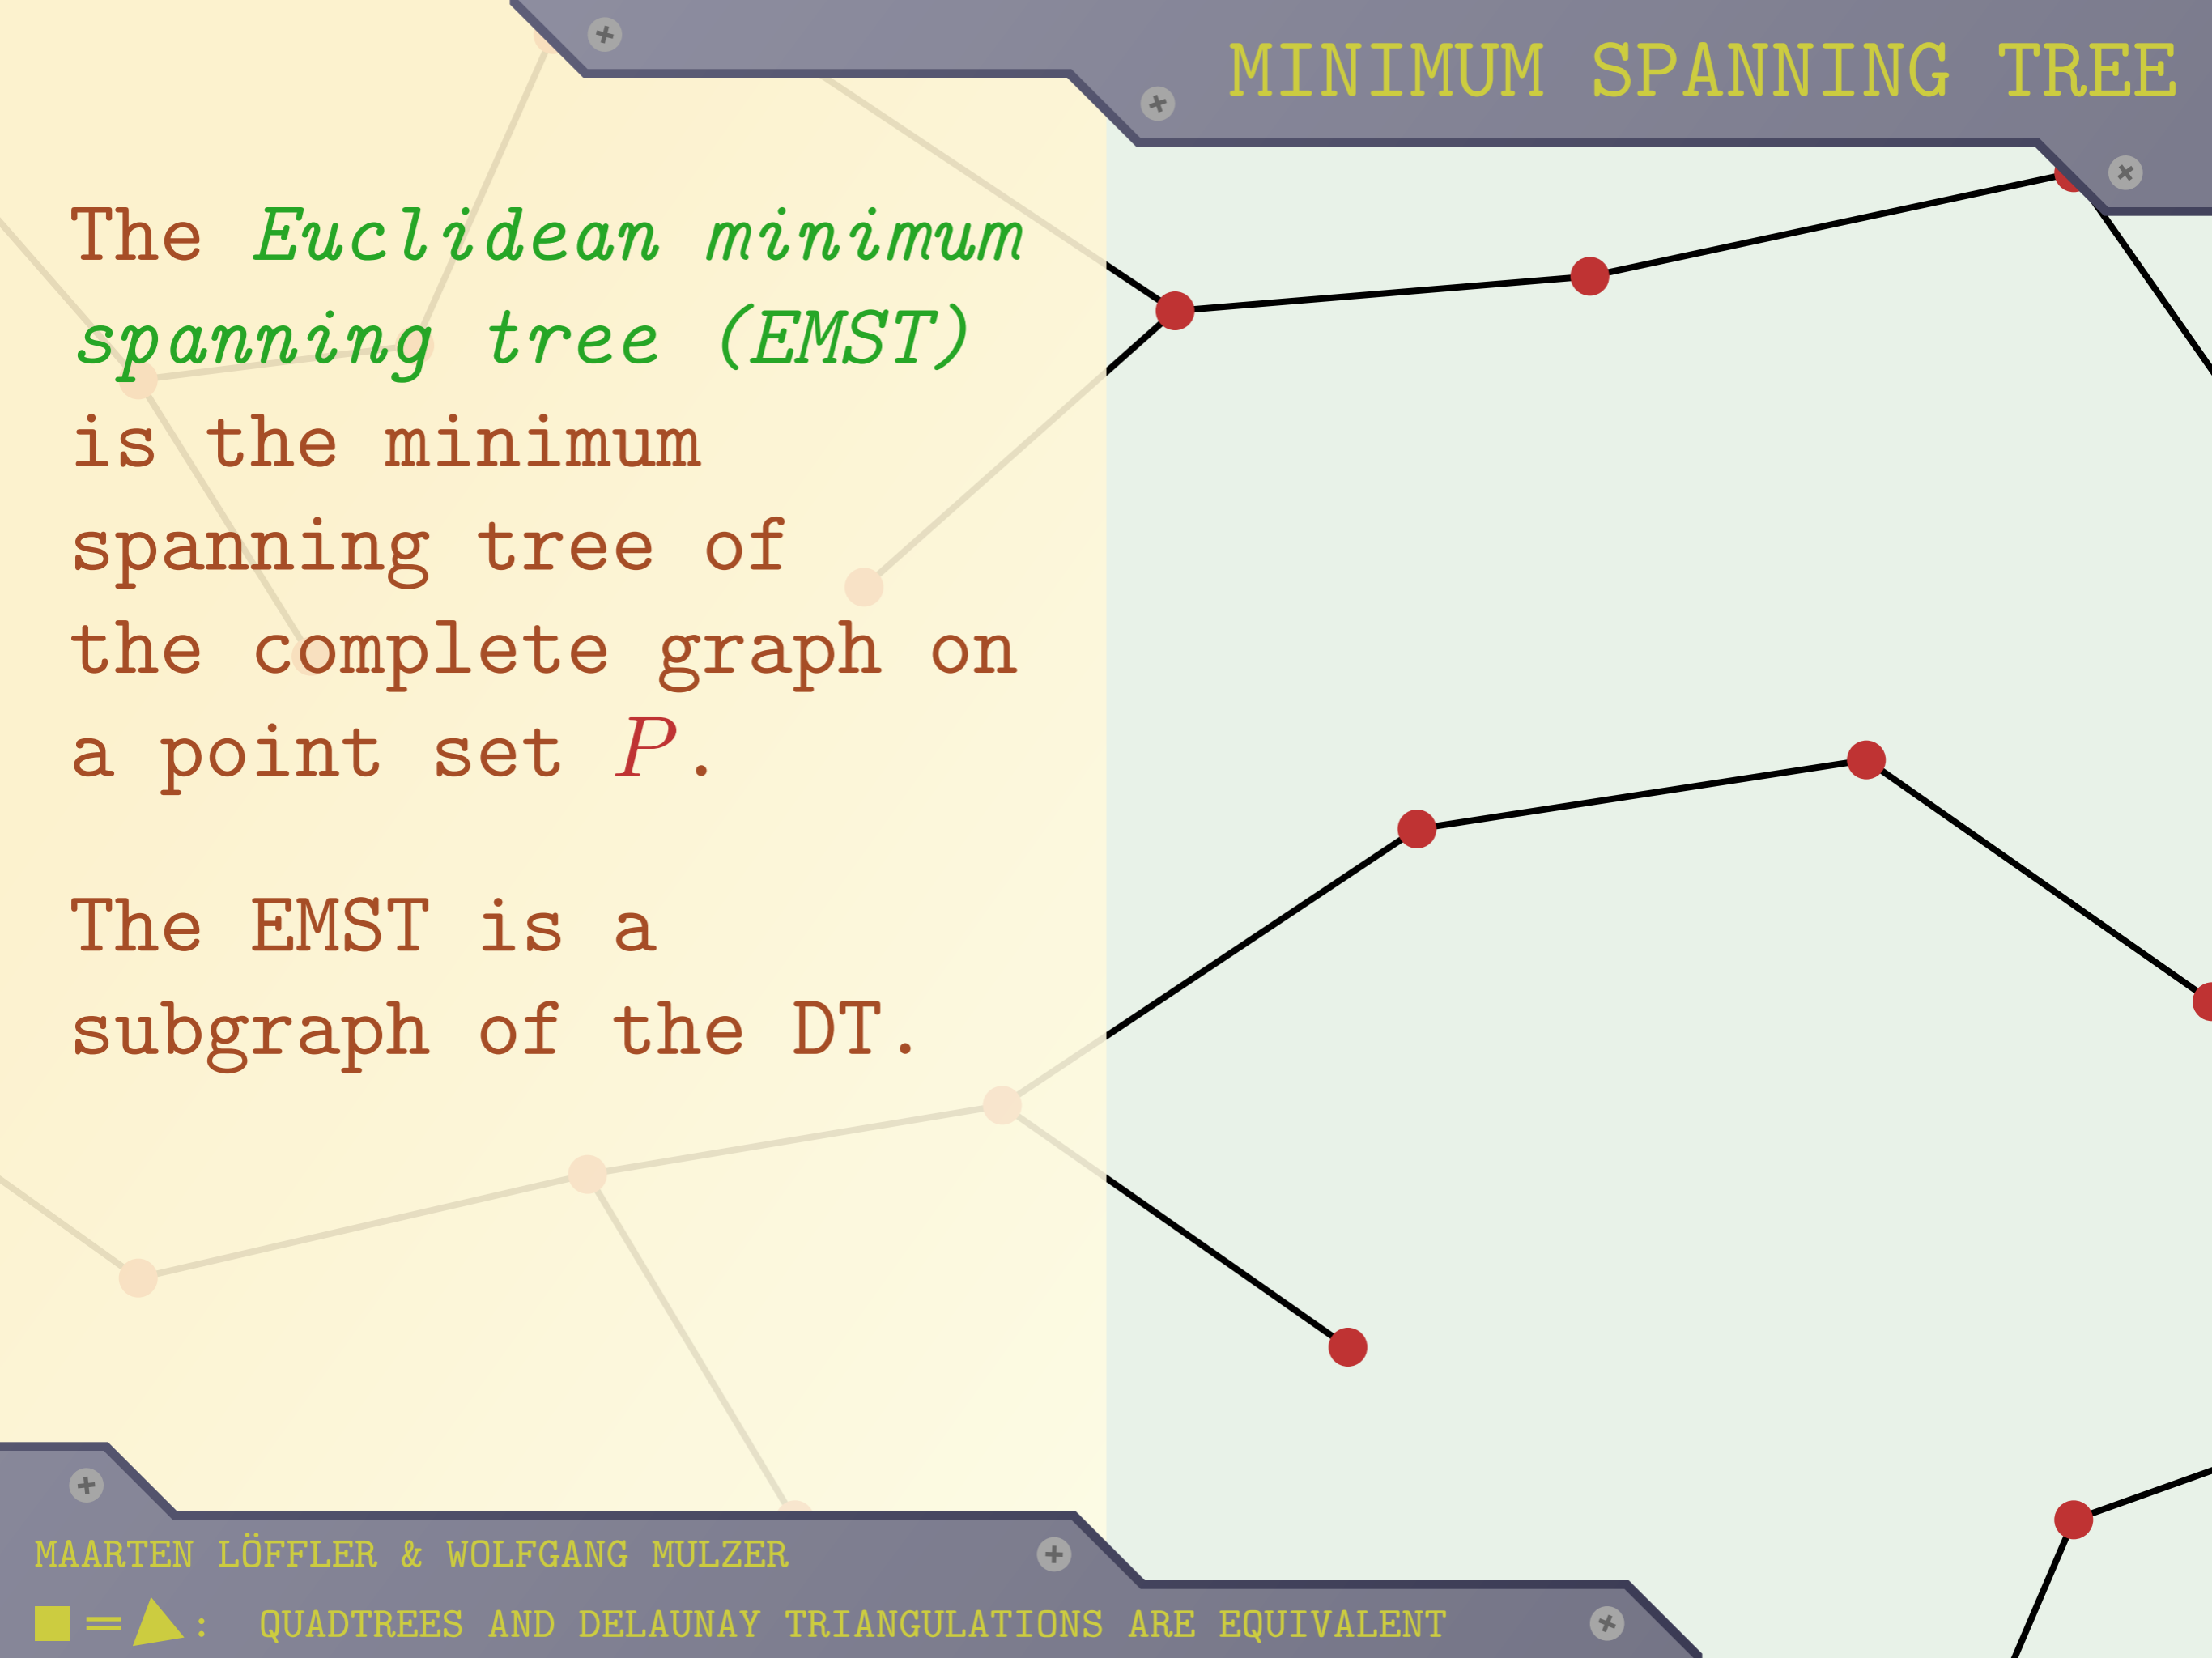 MINIMUM SPANNING TREE
The Euclidean minimum
spanning tree (EMST)
is the minimum
spanning tree of
the complete graph on
a point set P.
The EMST is a
subgraph of the DT.
MAARTEN LÖFFLER & WOLFGANG MULZER
■=▲: QUADTREES AND DELAUNAY TRIANGULATIONS ARE EQUIVALENT